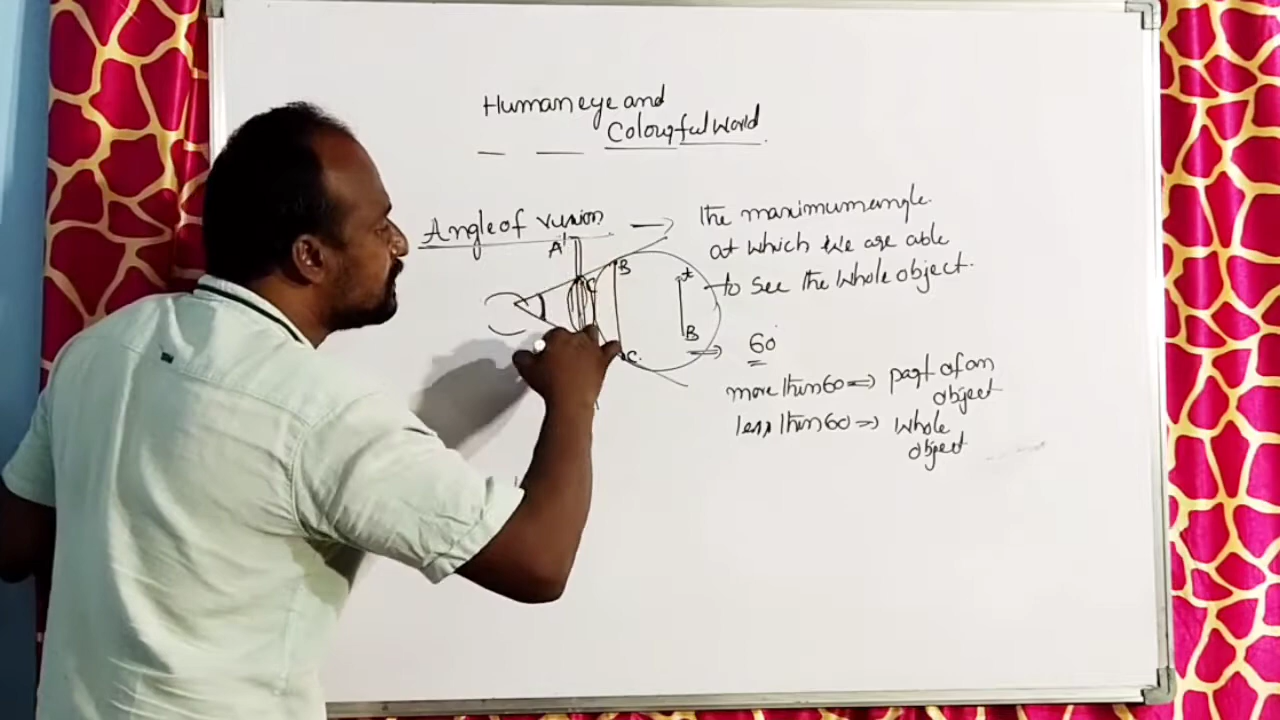 Human eye and
Colourful world.
Angle of vision. → The maximum angle
at which we are able
to see the whole object.
A'
B
C
A
B
C.
⇒ 60°
more than 60 ⇒ part of an
object
less than 60 ⇒ whole
object